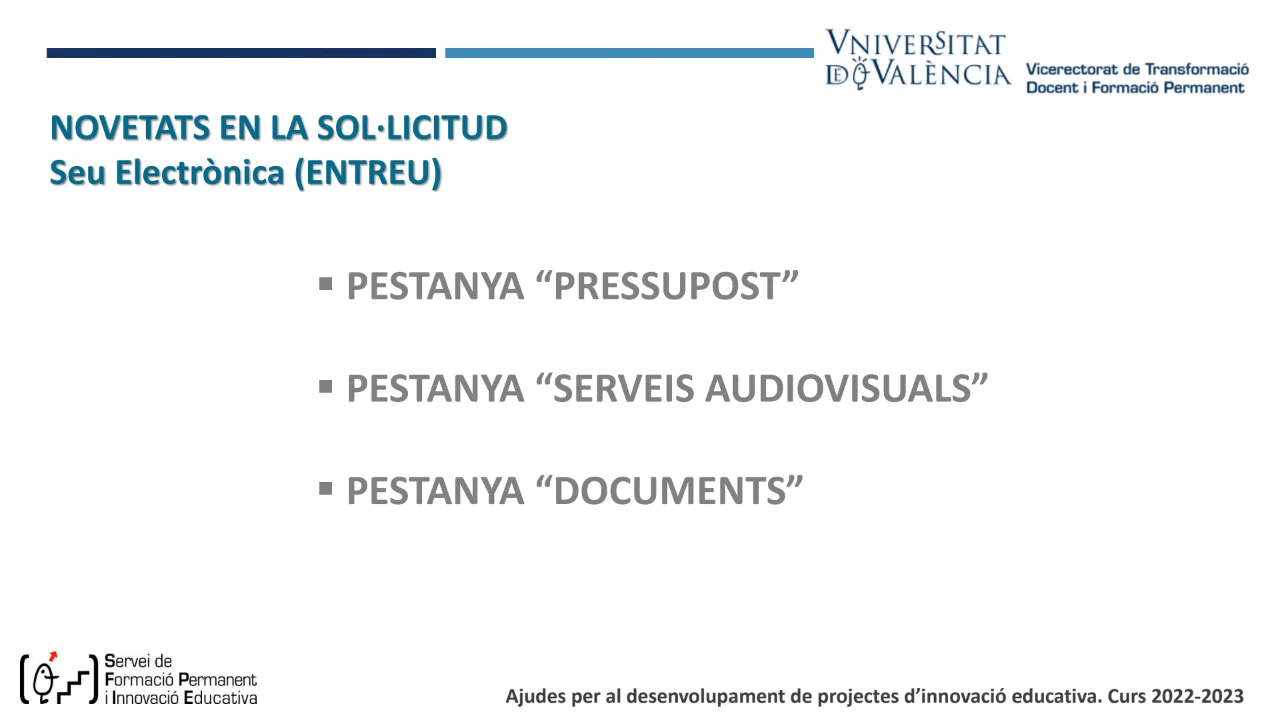 VNIVERSITAT
DE VALÈNCIA
Vicerectorat de Transformació
Docent i Formació Permanent
NOVETATS EN LA SOL·LICITUD
Seu Electrònica (ENTREU)
▪ PESTANYA “PRESSUPOST”
▪ PESTANYA “SERVEIS AUDIOVISUALS”
▪ PESTANYA “DOCUMENTS”
Servei de
Formació Permanent
i Innovació Educativa
Ajudes per al desenvolupament de projectes d’innovació educativa. Curs 2022-2023